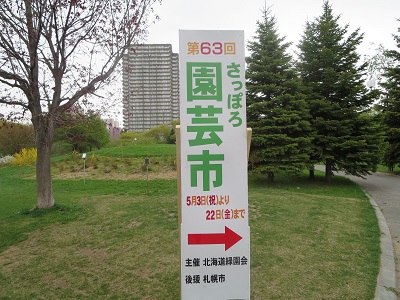 第63回
さっぽろ
園芸市
5月3日(祝)より
22日(金)まで
主催 北海道緑園会
後援 札幌市